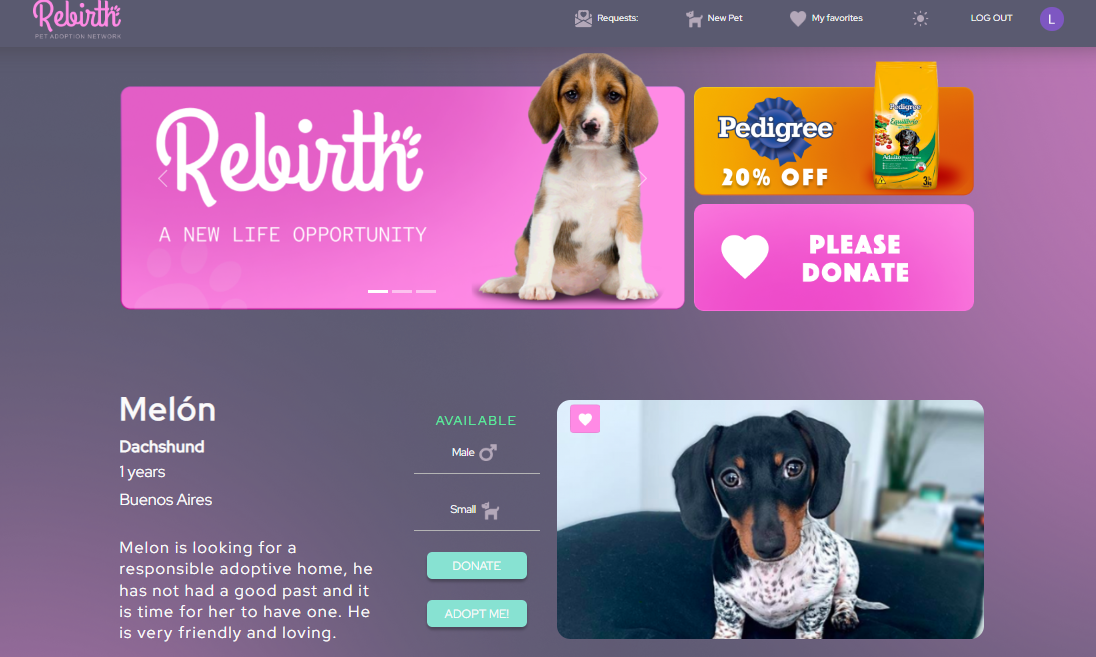 Rebirth
PET ADOPTION NETWORK
Requests:
New Pet
My favorites
LOG OUT
L
Rebirth
A NEW LIFE OPPORTUNITY
Pedigree
20% OFF
Pedigree
Equilibrio
3kg
PLEASE
DONATE
Melón
Dachshund
1 years
Buenos Aires
Melon is looking for a
responsible adoptive home, he
has not had a good past and it
is time for her to have one. He
is very friendly and loving.
AVAILABLE
Male
Small
DONATE
ADOPT ME!